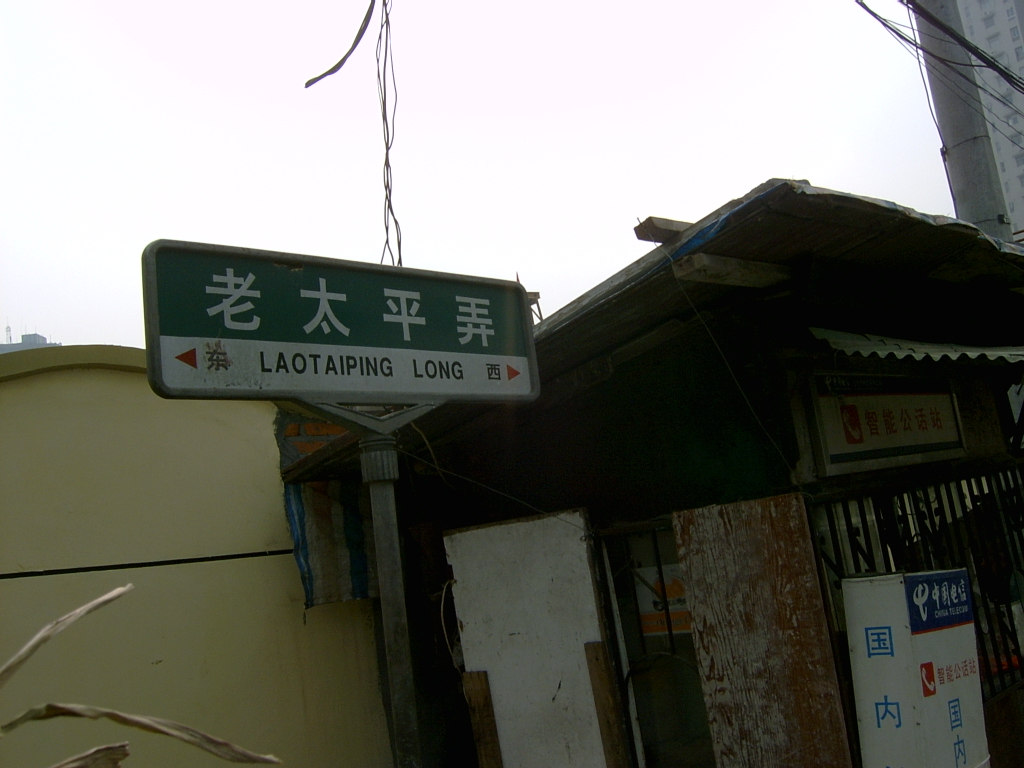 老太平弄
东 LAOTAIPING LONG 西
智能公话站
中国电信
CHINA TELECOM
智能公话站
国内
国内